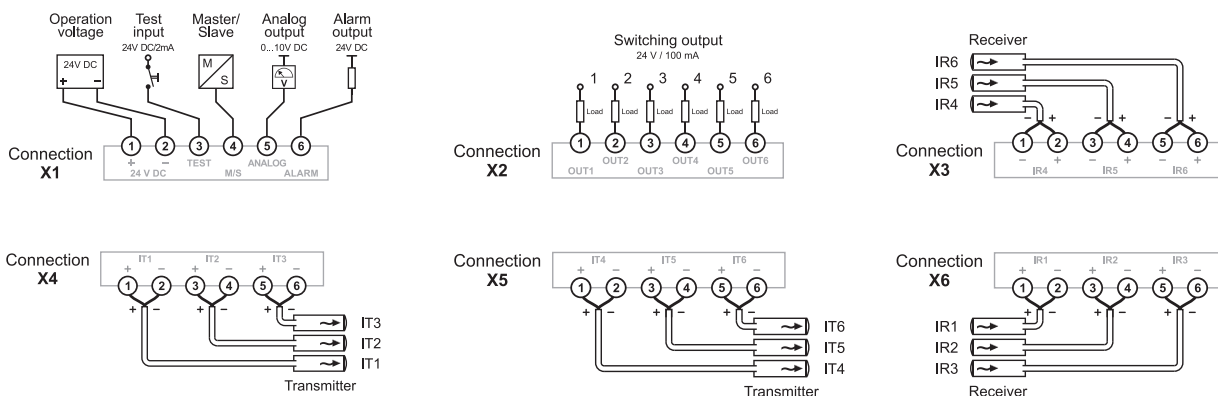 Operation voltage
Test input
24V DC/2mA
Master/ Slave
Analog output
0...10V DC
Alarm output
24V DC
24V DC
+ −
M
S
V
Connection X1
1 2 3 4 5 6
+ − TEST ANALOG
24 V DC M/S ALARM
Switching output
24 V / 100 mA
1 2 3 4 5 6
Load Load Load Load Load Load
Connection X2
1 2 3 4 5 6
OUT2 OUT4 OUT6
OUT1 OUT3 OUT5
Receiver
IR6
IR5
IR4
− + − + − +
Connection X3
1 2 3 4 5 6
− + − + − +
IR4 IR5 IR6
Connection X4
IT1 IT2 IT3
+ − + − + −
1 2 3 4 5 6
+ − + − + −
IT3
IT2
IT1
Transmitter
Connection X5
IT4 IT5 IT6
+ − + − + −
1 2 3 4 5 6
+ − + − + −
IT6
IT5
IT4
Transmitter
Connection X6
IR1 IR2 IR3
+ − + − + −
1 2 3 4 5 6
+ − + − + −
IR1
IR2
IR3
Receiver